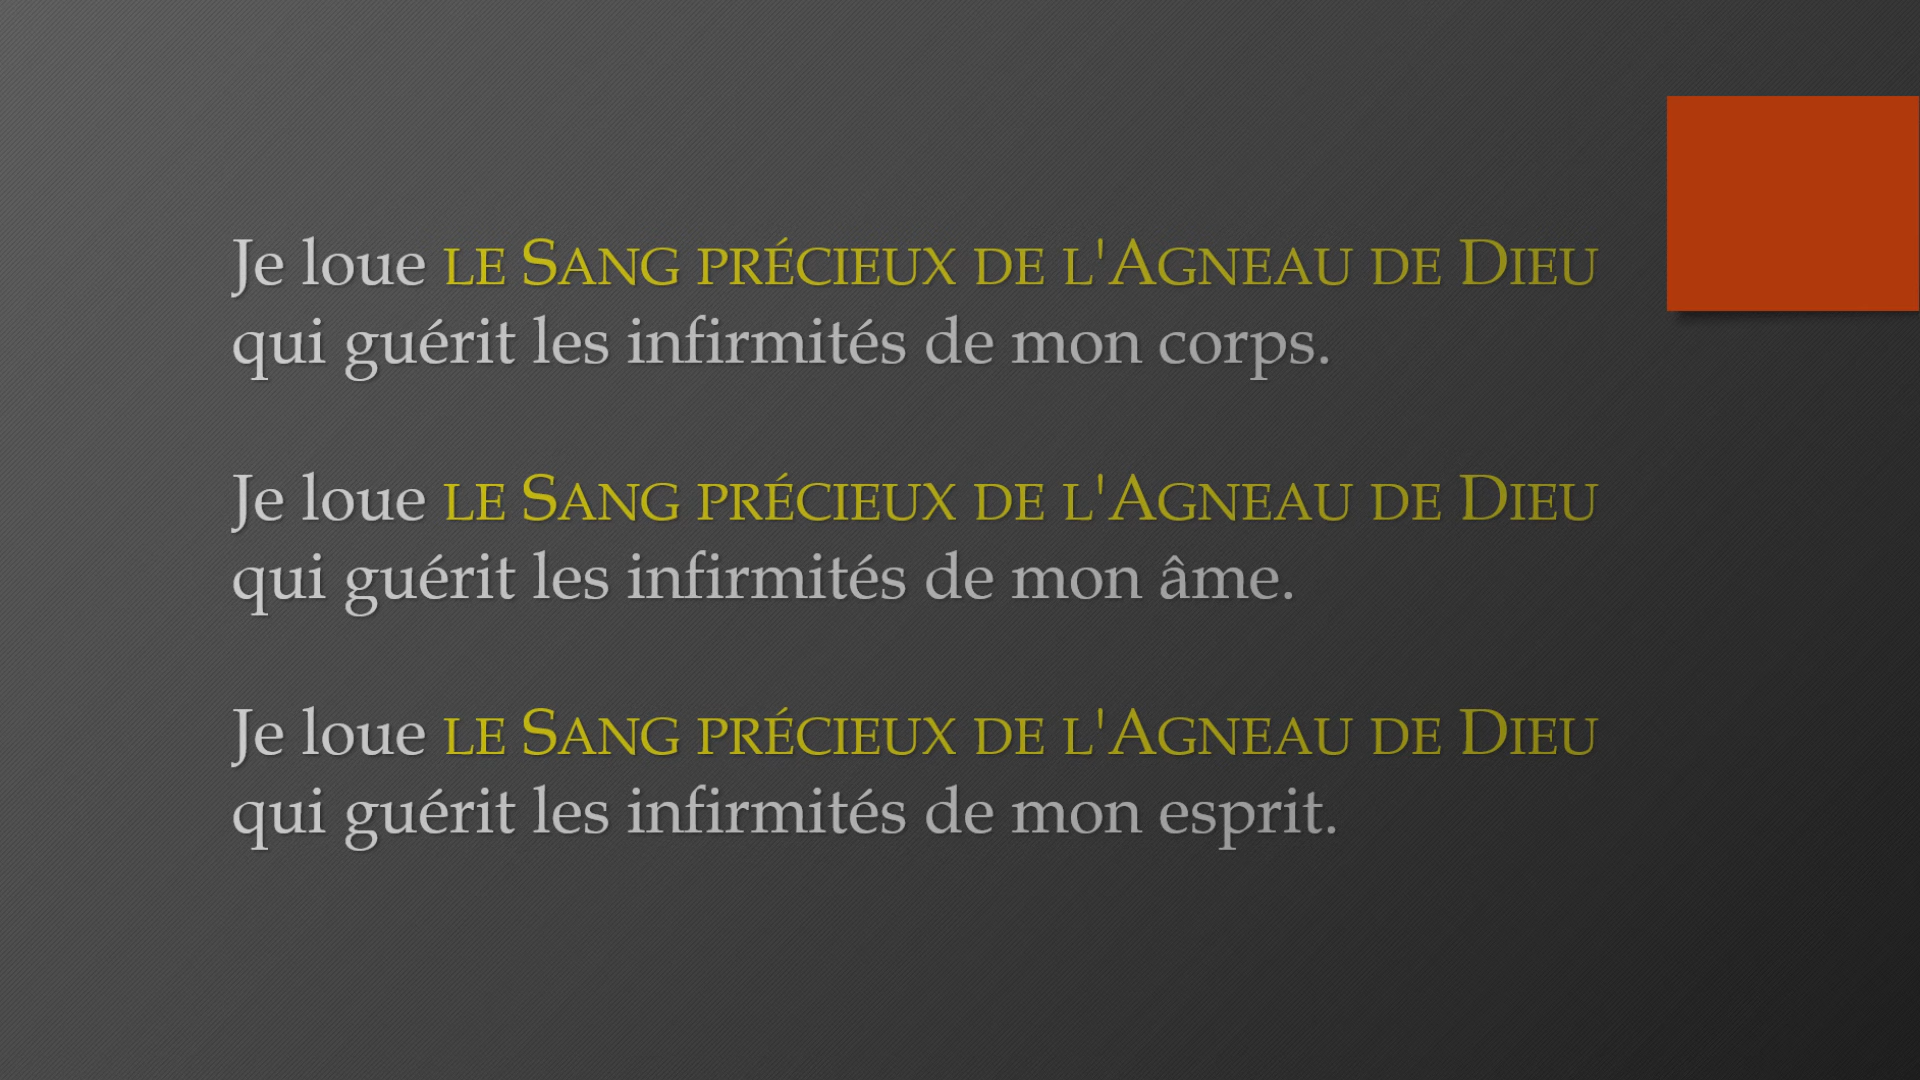 Je loue le Sang précieux de l'Agneau de Dieu
qui guérit les infirmités de mon corps.
Je loue le Sang précieux de l'Agneau de Dieu
qui guérit les infirmités de mon âme.
Je loue le Sang précieux de l'Agneau de Dieu
qui guérit les infirmités de mon esprit.